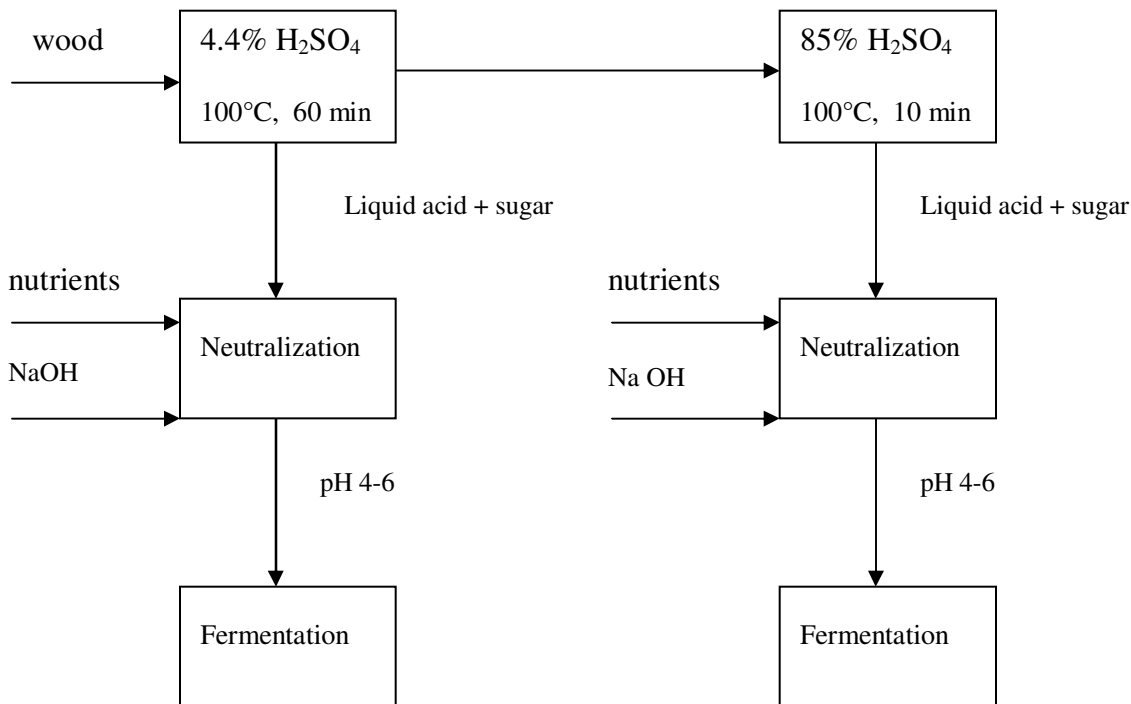 wood
4.4% H₂SO₄
100°C, 60 min
85% H₂SO₄
100°C, 10 min
Liquid acid + sugar
Liquid acid + sugar
nutrients
NaOH
Neutralization
nutrients
Na OH
Neutralization
pH 4-6
pH 4-6
Fermentation
Fermentation